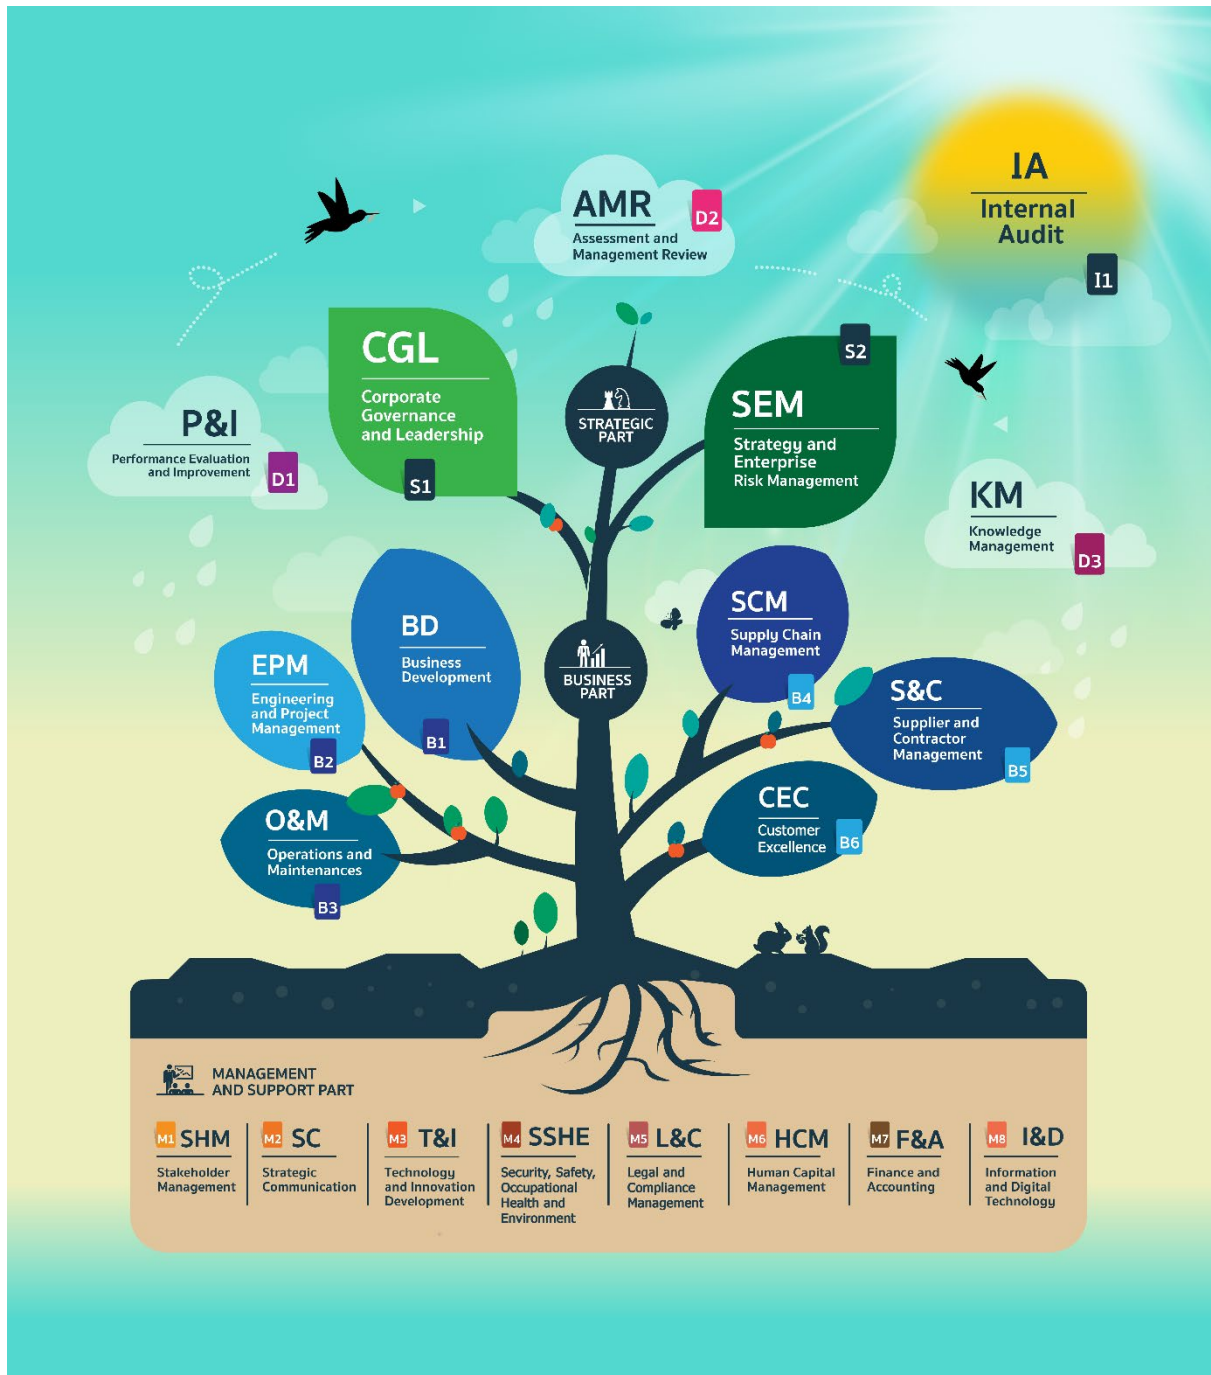 IA
Internal
Audit
I1
AMR
D2
Assessment and
Management Review
CGL
Corporate
Governance
and Leadership
S1
STRATEGIC
PART
S2
SEM
Strategy and
Enterprise
Risk Management
P&I
Performance Evaluation
and Improvement
D1
KM
Knowledge
Management
D3
BD
Business
Development
B1
BUSINESS
PART
SCM
Supply Chain
Management
B4
EPM
Engineering
and Project
Management
B2
S&C
Supplier and
Contractor
Management
B5
O&M
Operations and
Maintenances
B3
CEC
Customer
Excellence
B6
MANAGEMENT
AND SUPPORT PART
M1 SHM
Stakeholder
Management
M2 SC
Strategic
Communication
M3 T&I
Technology
and Innovation
Development
M4 SSHE
Security, Safety,
Occupational
Health and
Environment
M5 L&C
Legal and
Compliance
Management
M6 HCM
Human Capital
Management
M7 F&A
Finance and
Accounting
M8 I&D
Information
and Digital
Technology